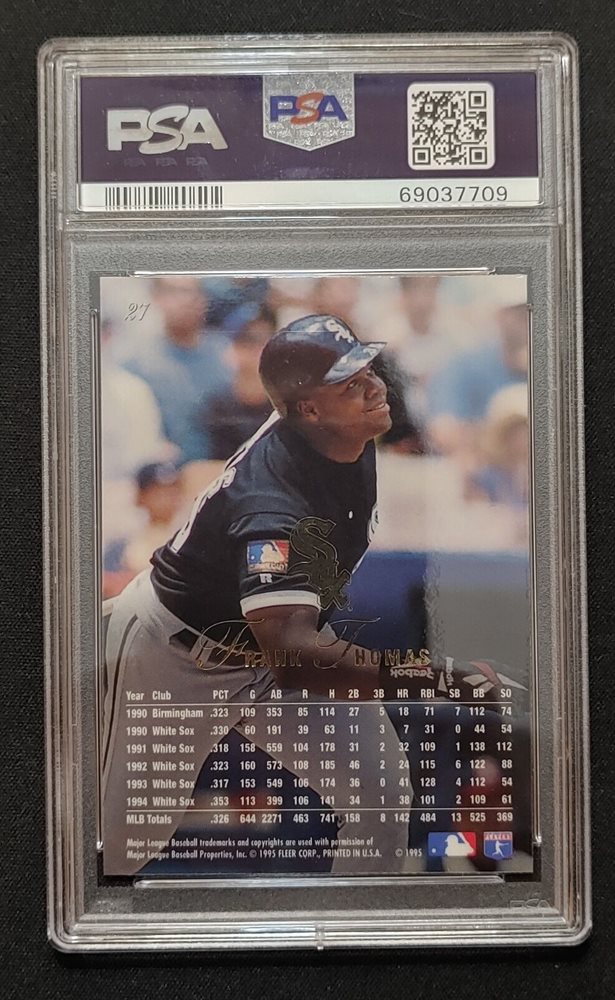 PSA
PSA
PSA PSA PSA
69037709
27
Sox
Frank Thomas
Reebok
Year Club PCT G AB R H 2B 3B HR RBI SB BB SO
1990 Birmingham .323 109 353 85 114 27 5 18 71 7 112 74
1990 White Sox .330 60 191 39 63 11 3 7 31 0 44 54
1991 White Sox .318 158 559 104 178 31 2 32 109 1 138 112
1992 White Sox .323 160 573 108 185 46 2 24 115 6 122 88
1993 White Sox .317 153 549 106 174 36 0 41 128 4 112 54
1994 White Sox .353 113 399 106 141 34 1 38 101 2 109 61
MLB Totals .326 644 2271 463 741 158 8 142 484 13 525 369
Major League Baseball trademarks and copyrights are used with permission of
Major League Baseball Properties, Inc. © 1995 FLEER CORP., PRINTED IN U.S.A. © 1995
PSA